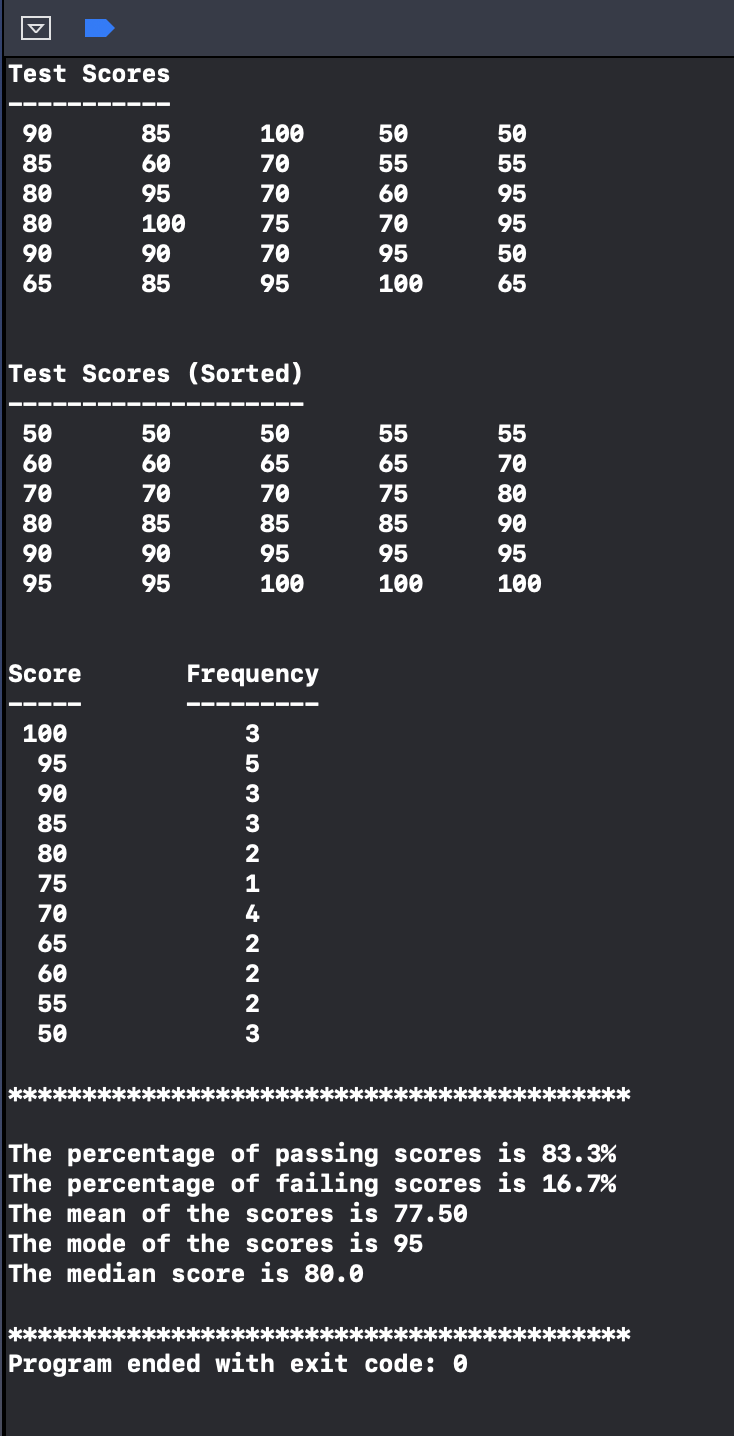 Test Scores
-----------
 90      85      100     50      50
 85      60      70      55      55
 80      95      70      60      95
 80      100     75      70      95
 90      90      70      95      50
 65      85      95      100     65
Test Scores (Sorted)
--------------------
 50      50      50      55      55
 60      60      65      65      70
 70      70      70      75      80
 80      85      85      85      90
 90      90      95      95      95
 95      95      100     100     100
Score       Frequency
-----       ---------
 100            3
  95            5
  90            3
  85            3
  80            2
  75            1
  70            4
  65            2
  60            2
  55            2
  50            3
******************************************
The percentage of passing scores is 83.3%
The percentage of failing scores is 16.7%
The mean of the scores is 77.50
The mode of the scores is 95
The median score is 80.0
******************************************
Program ended with exit code: 0